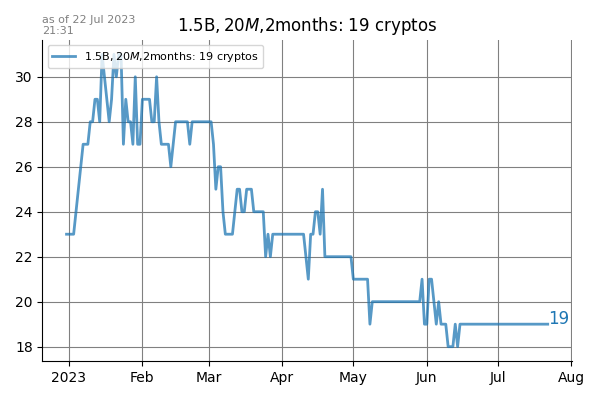 as of 22 Jul 2023
21:31
1.5B, 20M,2months: 19 cryptos
1.5B, 20M,2months: 19 cryptos
30
28
26
24
22
20
18
19
2023 Feb Mar Apr May Jun Jul Aug